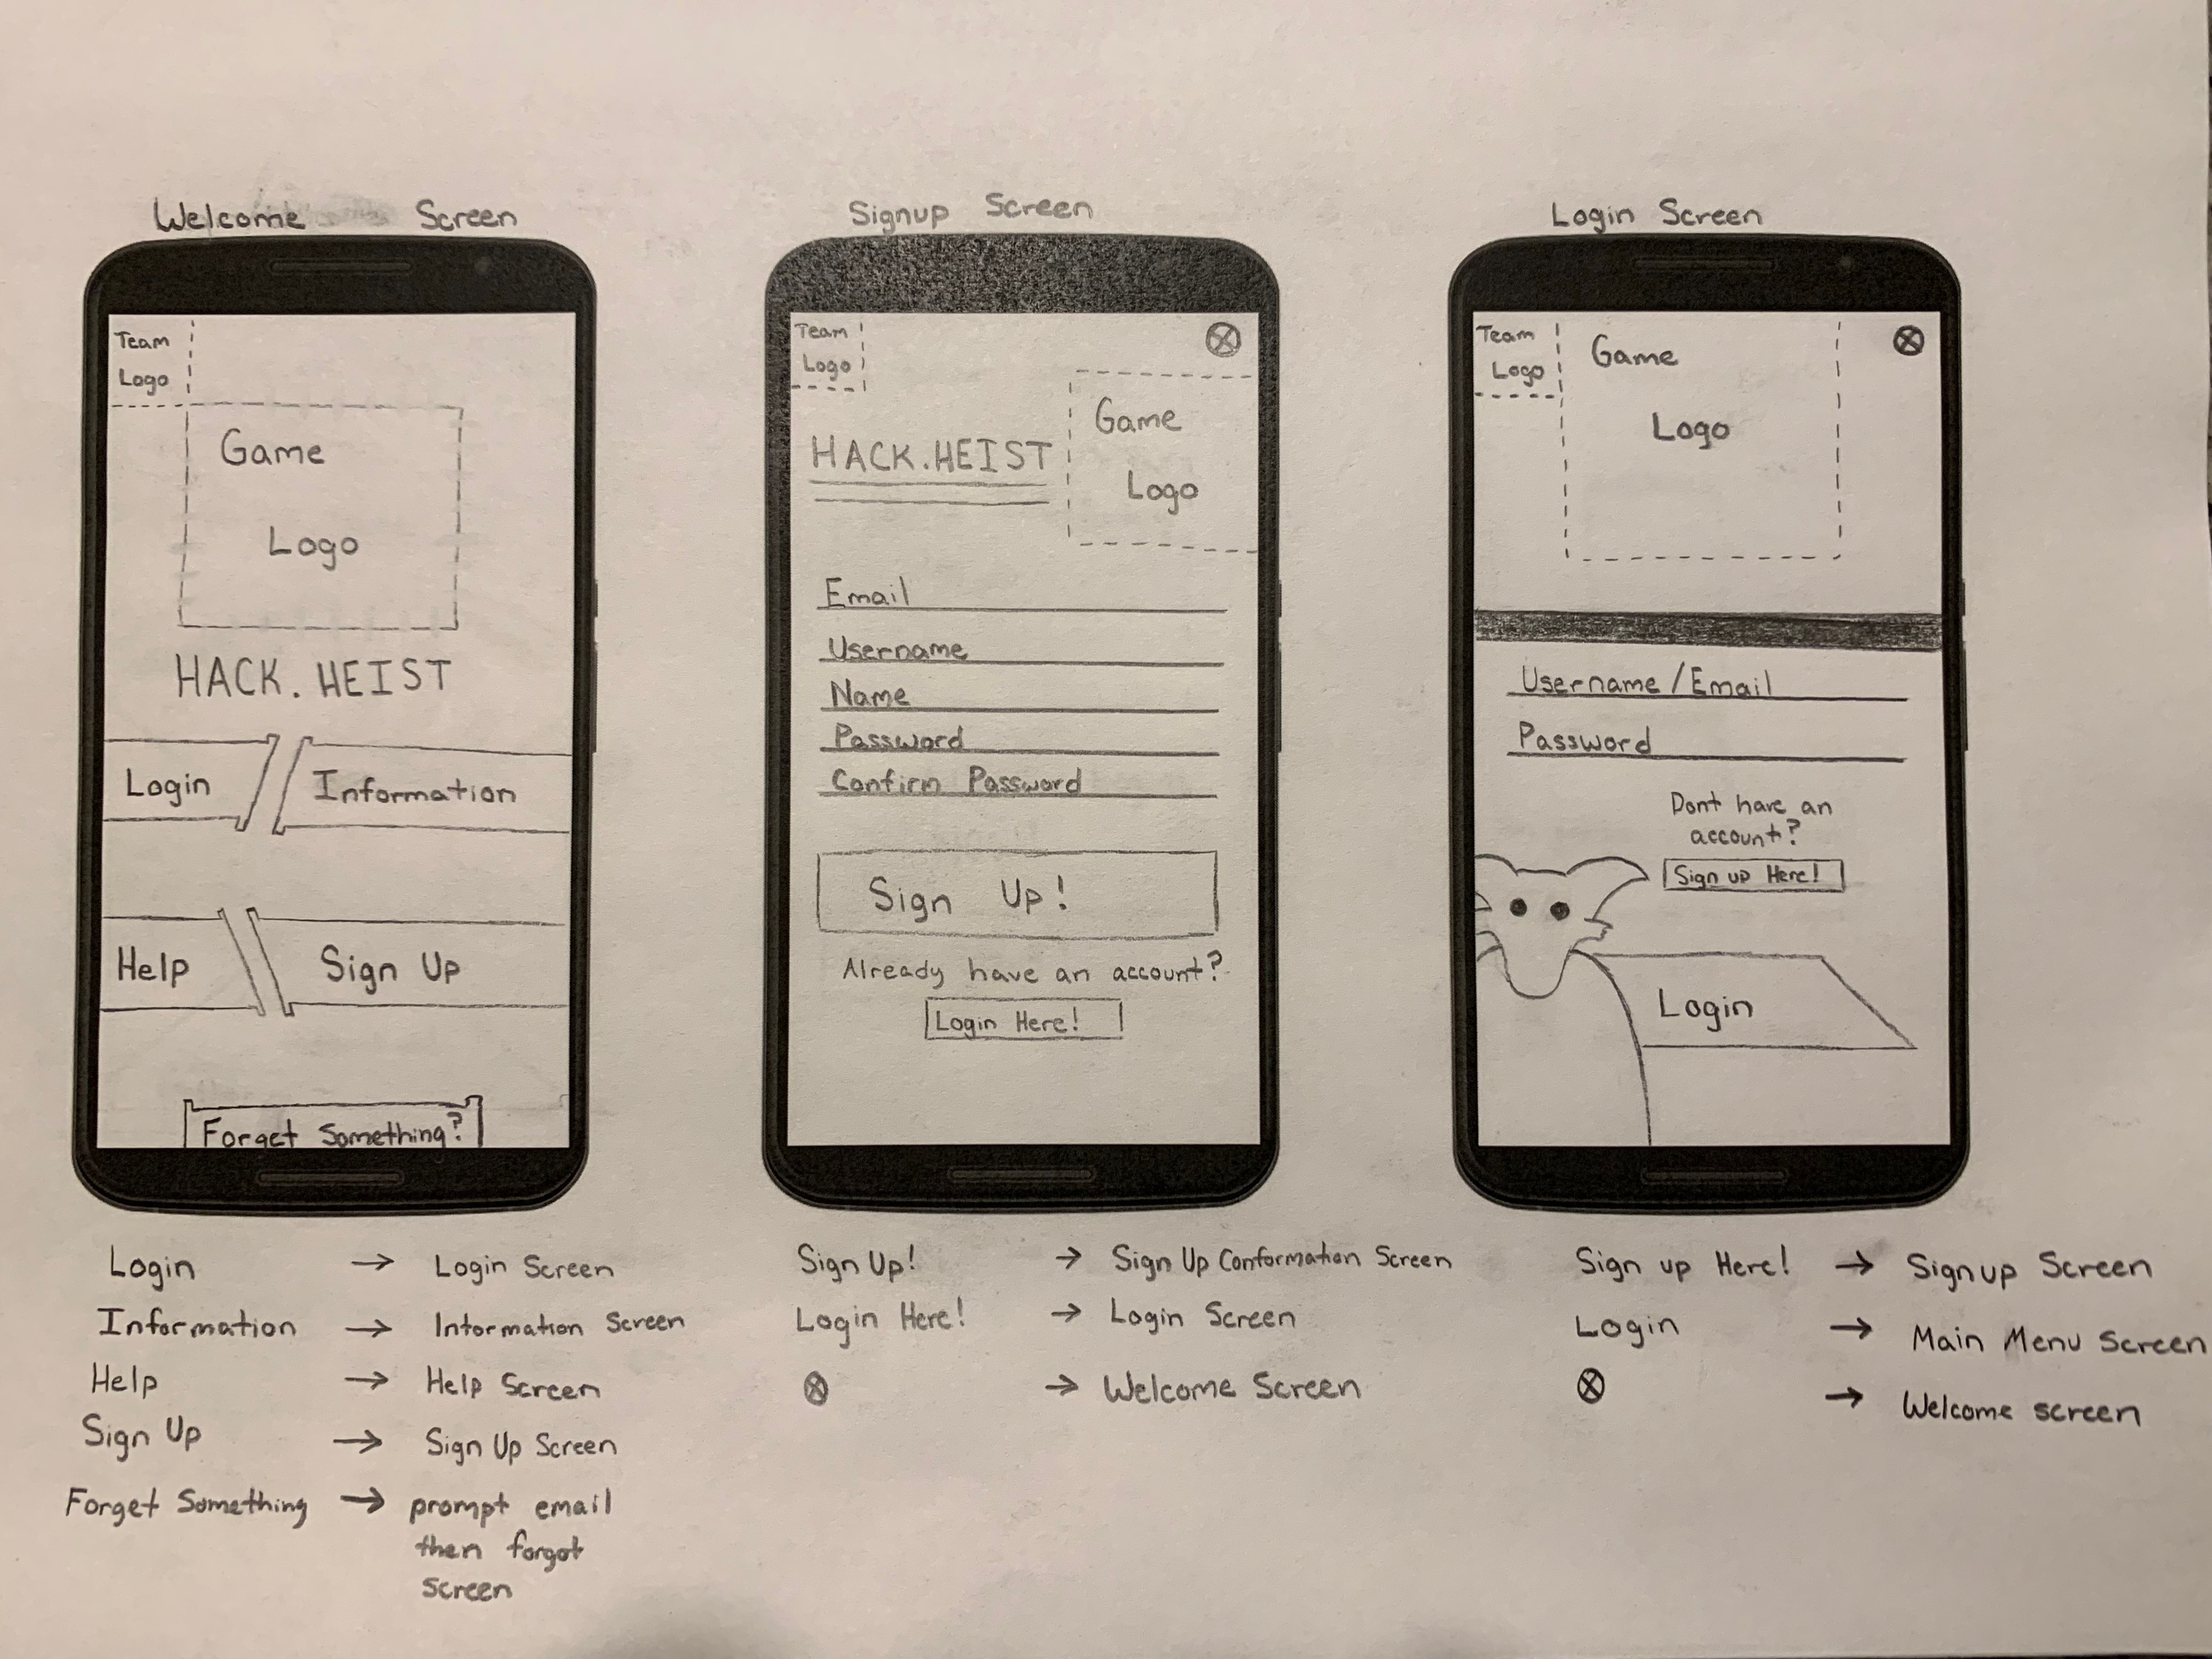 Welcome Screen
Team
Logo
Game
Logo
HACK.HEIST
Login
Information
Help
Sign Up
Forget Something?
Login → Login Screen
Information → Information Screen
Help → Help Screen
Sign Up → Sign Up Screen
Forget Something → prompt email
then forgot
screen
Signup Screen
Team
Logo
HACK.HEIST
Game
Logo
Email
Username
Name
Password
Confirm Password
Sign Up!
Already have an account?
Login Here!
Sign Up! → Sign Up Conformation Screen
Login Here! → Login Screen
ⓧ → Welcome Screen
Login Screen
Team
Logo
Game
Logo
Username/Email
Password
Dont have an
account?
Sign up Here!
Login
Sign up Here! → Signup Screen
Login → Main Menu Screen
ⓧ → Welcome screen